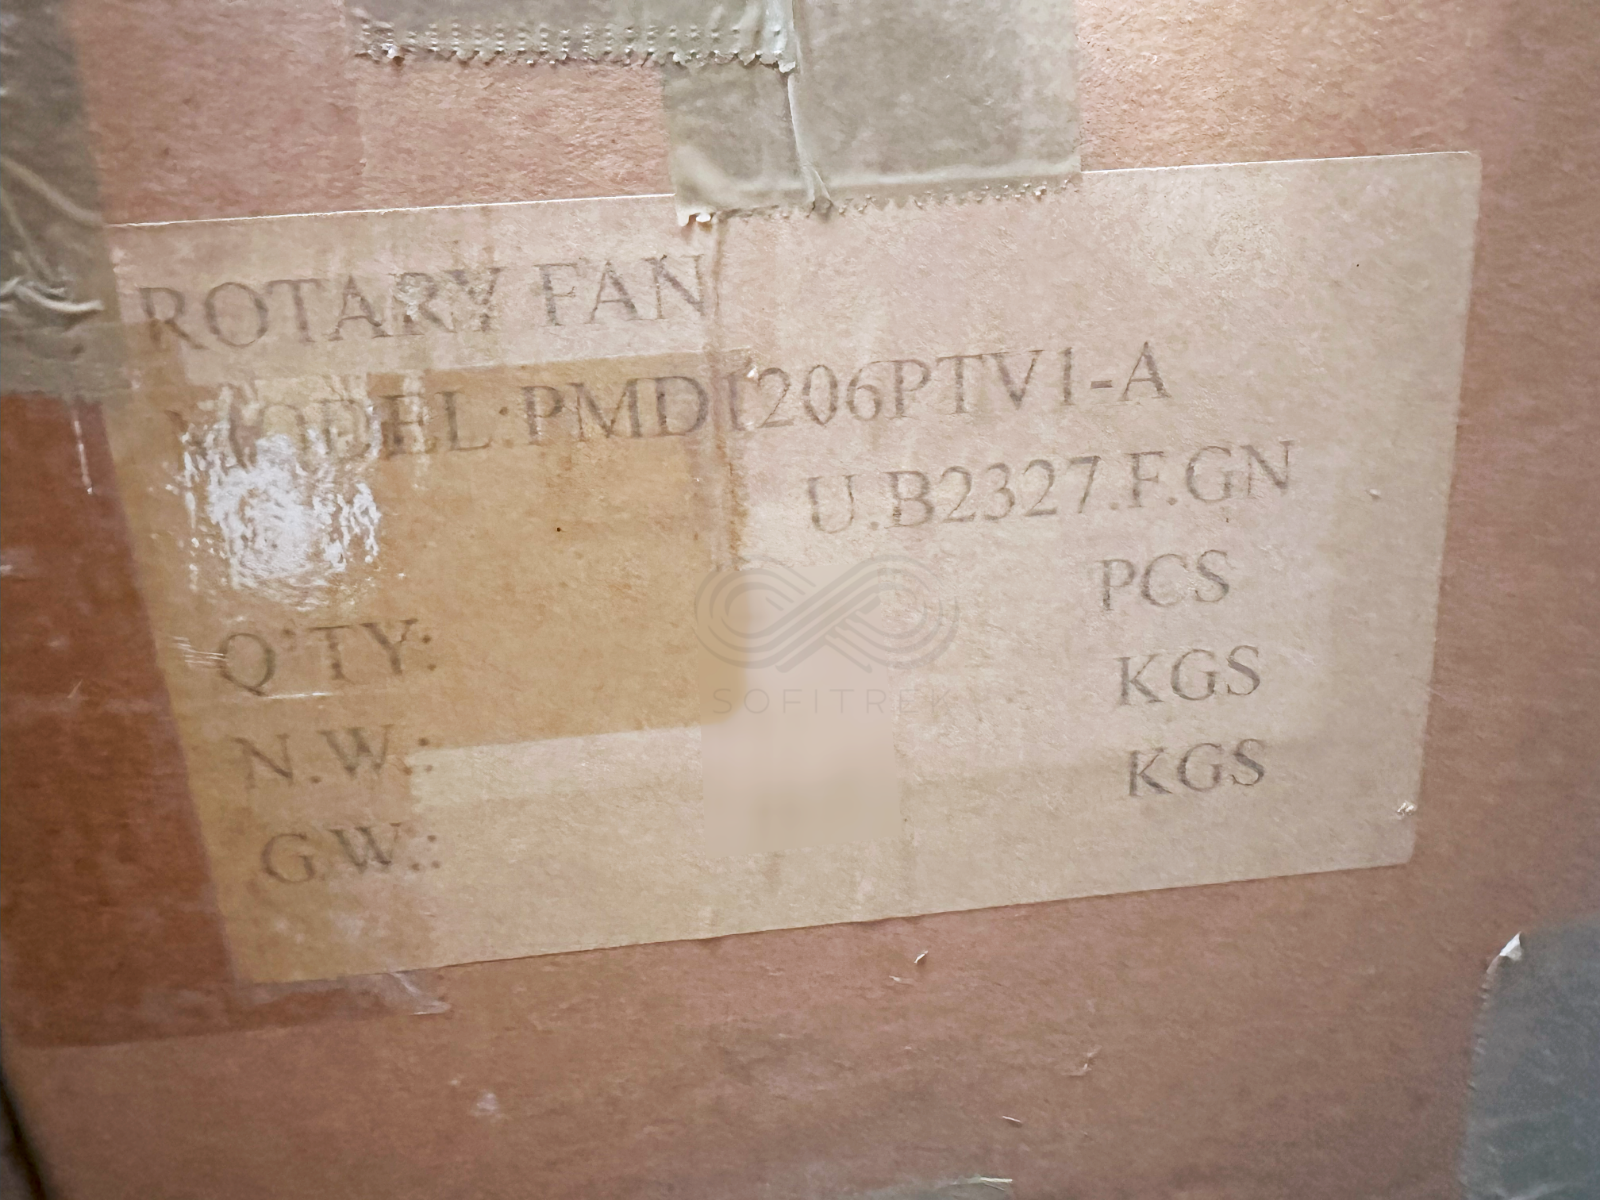 ROTARY FAN
MODEL:PMD1206PTV1-A
U.B2327.F.GN
Q'TY: PCS
N.W.: KGS
G.W.: KGS
SOFITREK